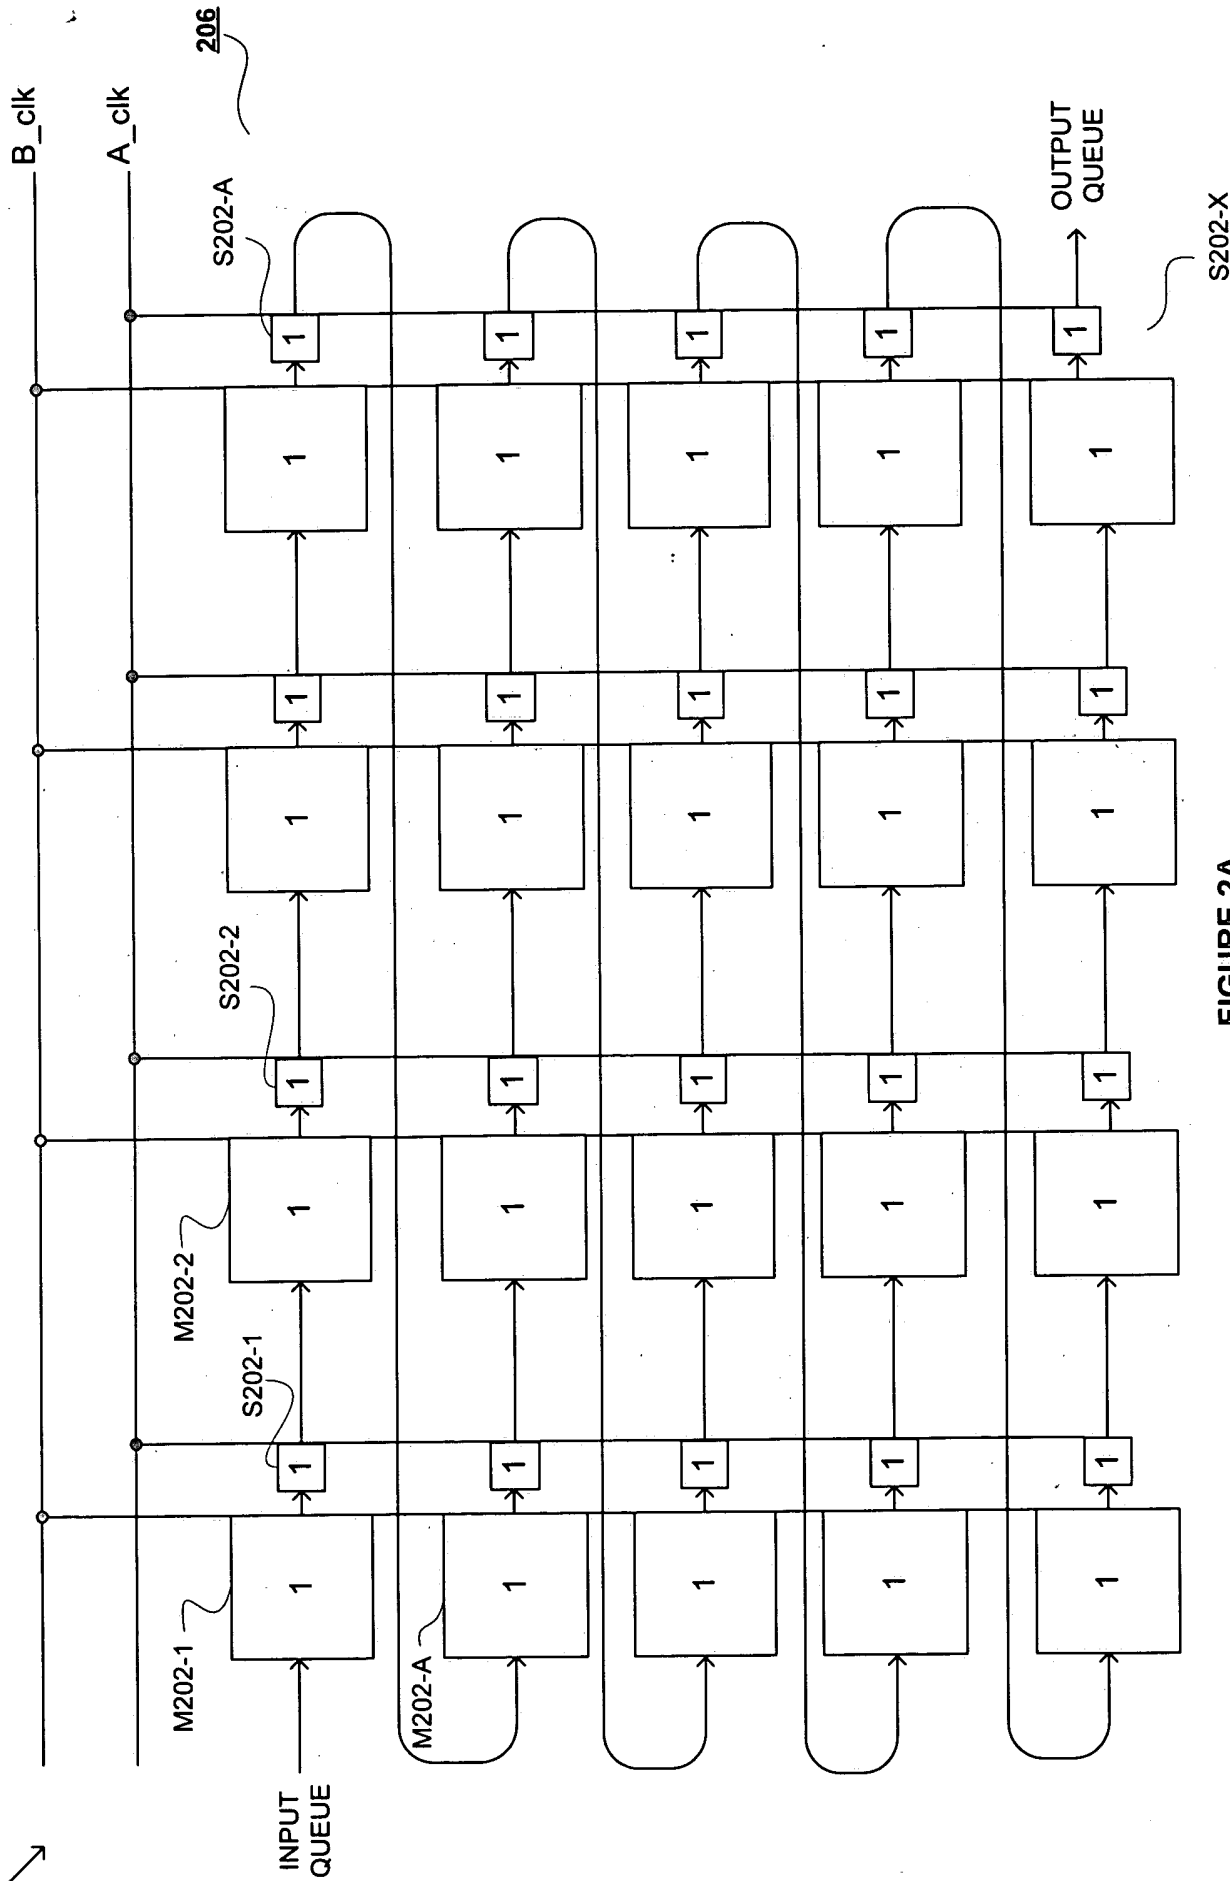 B_clk
A_clk
206
M202-1
S202-1
M202-2
S202-2
S202-A
INPUT
QUEUE
1 1 1 1 1 1 1 1
M202-A
1 1 1 1 1 1 1 1
1 1 1 1 1 1 1 1
1 1 1 1 1 1 1 1
1 1 1 1 1 1 1 1
OUTPUT
QUEUE
S202-X
FIGURE 2A